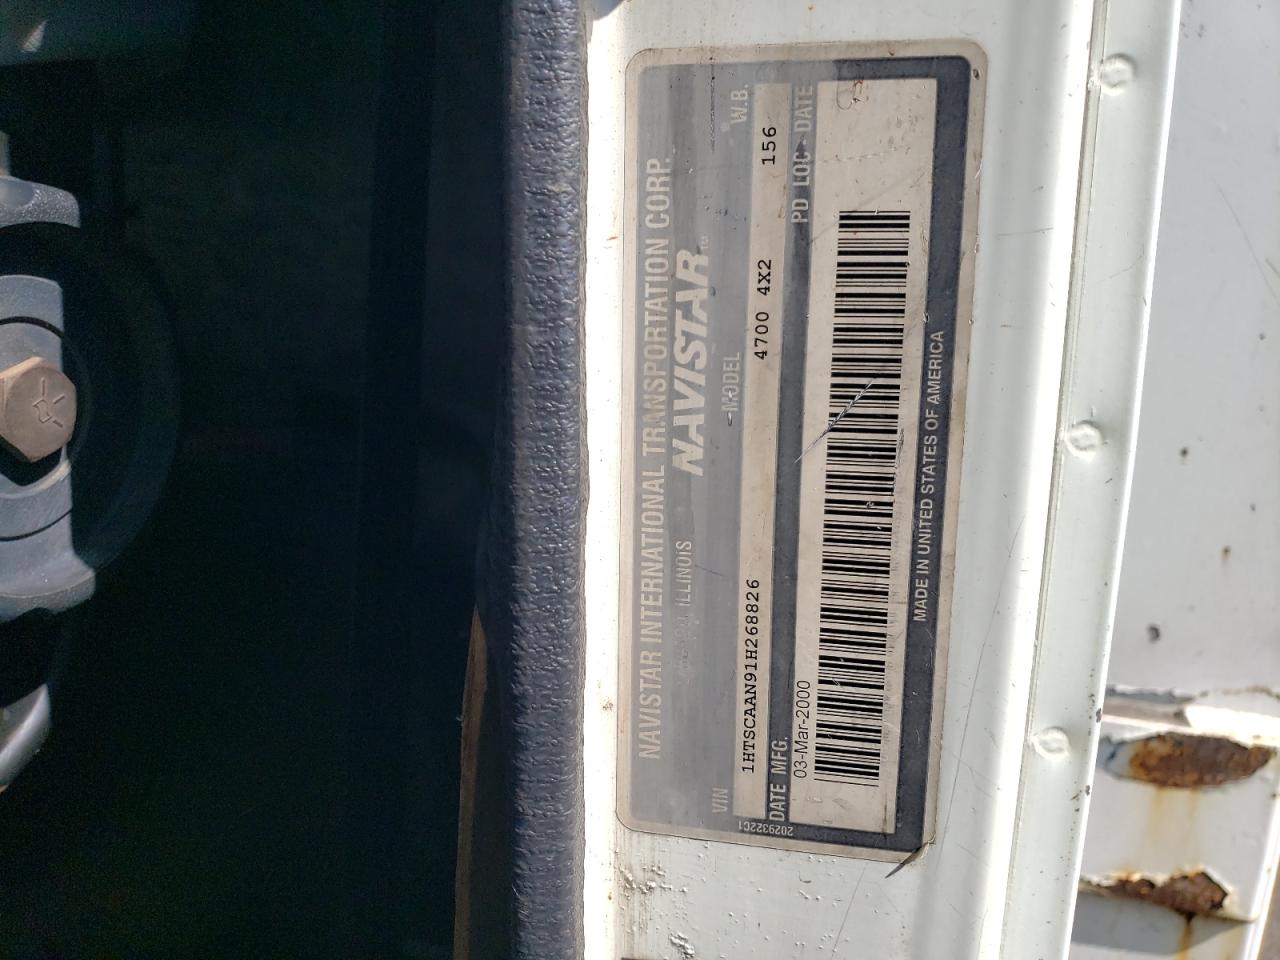 NAVISTAR INTERNATIONAL TRANSPORTATION CORP.
ILLINOIS NAVISTAR™
VIN MODEL W.B.
1HTSCAAN91H268826 4700 4X2 156
DATE MFG. PD LOC - DATE
03-Mar-2000
MADE IN UNITED STATES OF AMERICA
2029322C1